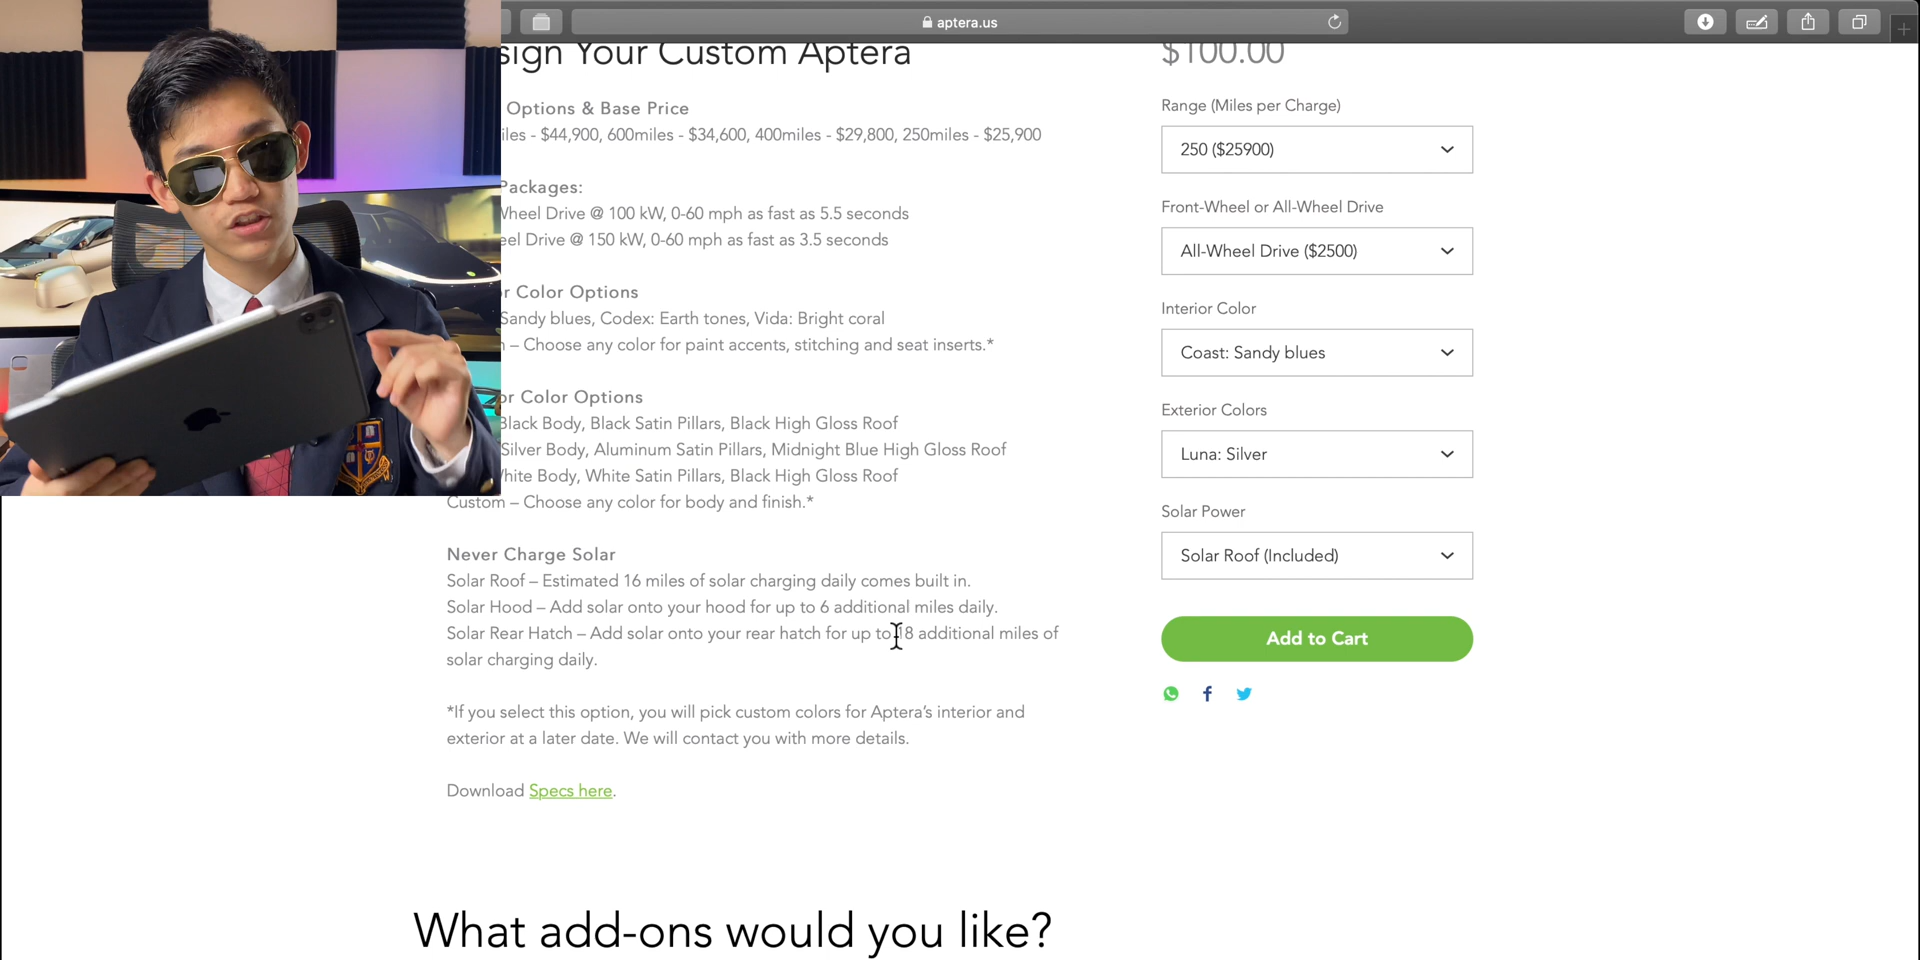 aptera.us
sign Your Custom Aptera
Options & Base Price
iles - $44,900, 600miles - $34,600, 400miles - $29,800, 250miles - $25,900
Packages:
Wheel Drive @ 100 kW, 0-60 mph as fast as 5.5 seconds
eel Drive @ 150 kW, 0-60 mph as fast as 3.5 seconds
r Color Options
Sandy blues, Codex: Earth tones, Vida: Bright coral
– Choose any color for paint accents, stitching and seat inserts.*
or Color Options
Black Body, Black Satin Pillars, Black High Gloss Roof
Silver Body, Aluminum Satin Pillars, Midnight Blue High Gloss Roof
hite Body, White Satin Pillars, Black High Gloss Roof
Custom – Choose any color for body and finish.*
Never Charge Solar
Solar Roof – Estimated 16 miles of solar charging daily comes built in.
Solar Hood – Add solar onto your hood for up to 6 additional miles daily.
Solar Rear Hatch – Add solar onto your rear hatch for up to 18 additional miles of
solar charging daily.
*If you select this option, you will pick custom colors for Aptera's interior and
exterior at a later date. We will contact you with more details.
Download Specs here.
What add-ons would you like?
$100.00
Range (Miles per Charge)
250 ($25900)
Front-Wheel or All-Wheel Drive
All-Wheel Drive ($2500)
Interior Color
Coast: Sandy blues
Exterior Colors
Luna: Silver
Solar Power
Solar Roof (Included)
Add to Cart